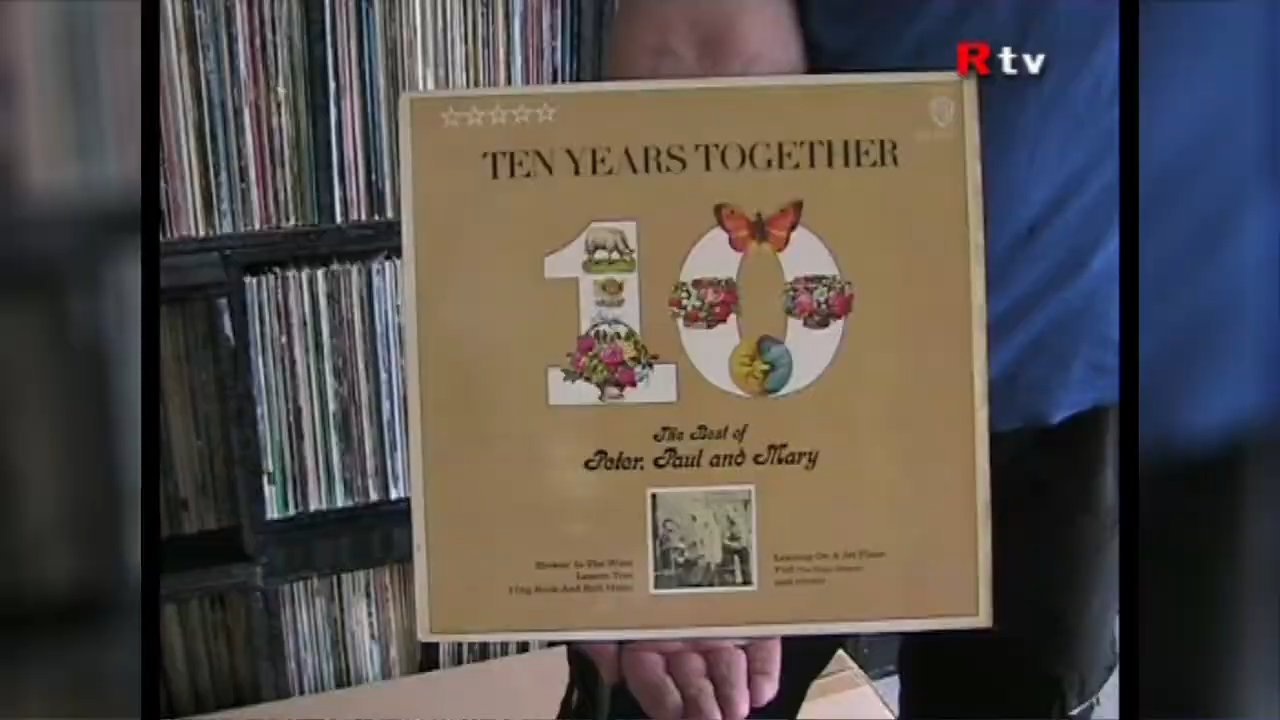 Rtv
TEN YEARS TOGETHER
10
The Best of
Peter, Paul and Mary
Blowin' In The Wind
Lemon Tree
I Dig Rock And Roll Music
Leaving On A Jet Plane